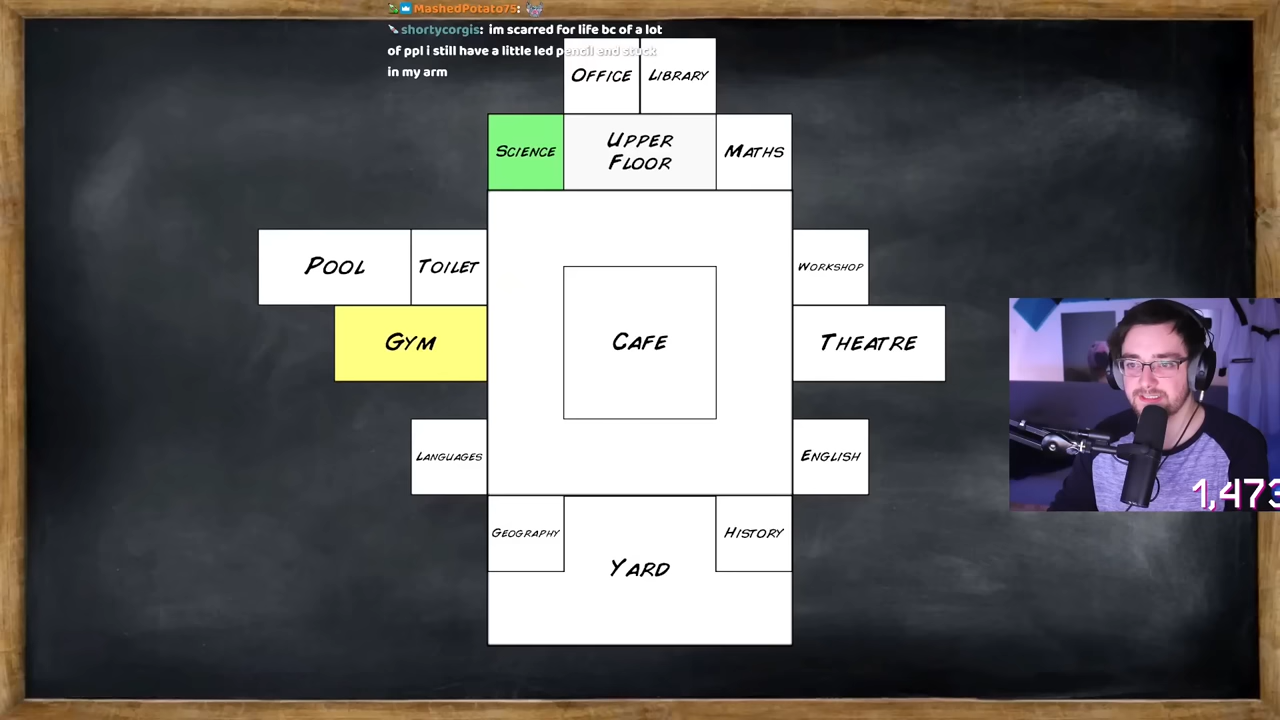 MashedPotato75:
shortycorgis: im scarred for life bc of a lot
of ppl i still have a little led pencil end stuck
in my arm
OFFICE LIBRARY
SCIENCE UPPER FLOOR MATHS
POOL TOILET WORKSHOP
GYM CAFE THEATRE
LANGUAGES ENGLISH
GEOGRAPHY HISTORY
YARD
1,473